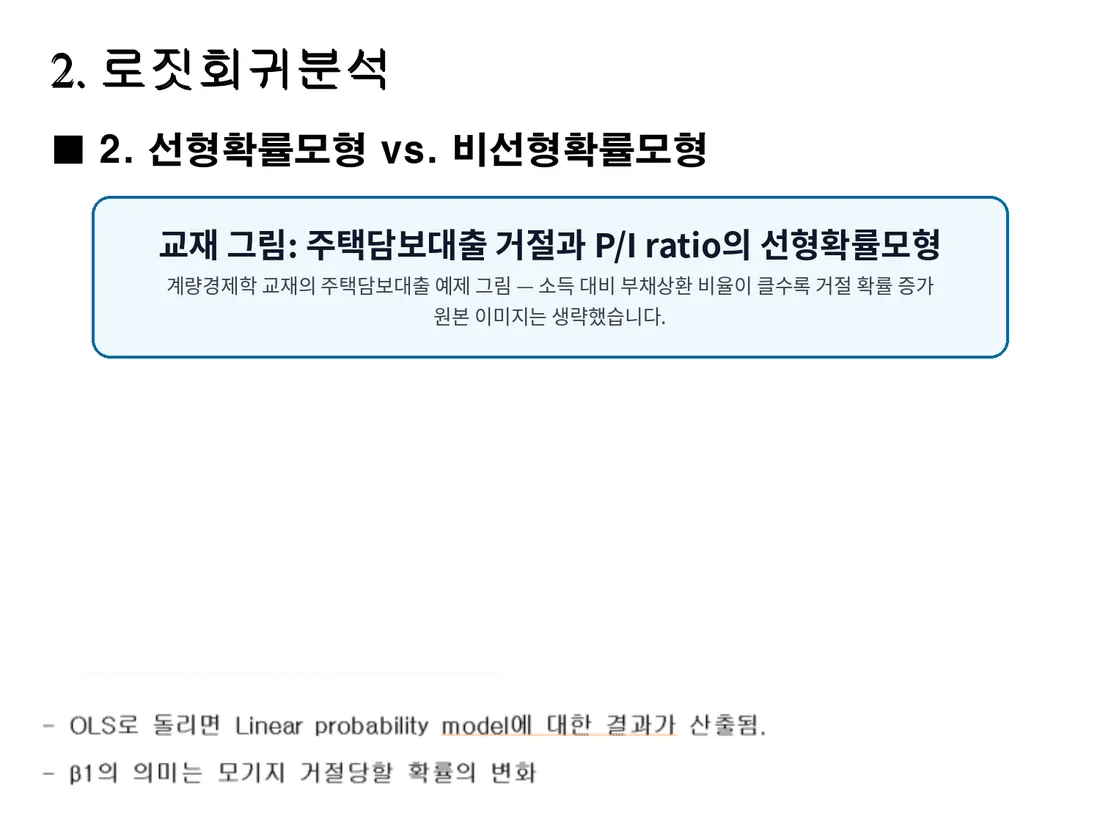 2. 로짓회귀분석
■ 2. 선형확률모형 vs. 비선형확률모형
교재 그림: 주택담보대출 거절과 P/I ratio의 선형확률모형
계량경제학 교재의 주택담보대출 예제 그림 — 소득 대비 부채상환 비율이 클수록 거절 확률 증가
원본 이미지는 생략했습니다.
- OLS로 돌리면 Linear probability model에 대한 결과가 산출됨.
- β1의 의미는 모기지 거절당할 확률의 변화